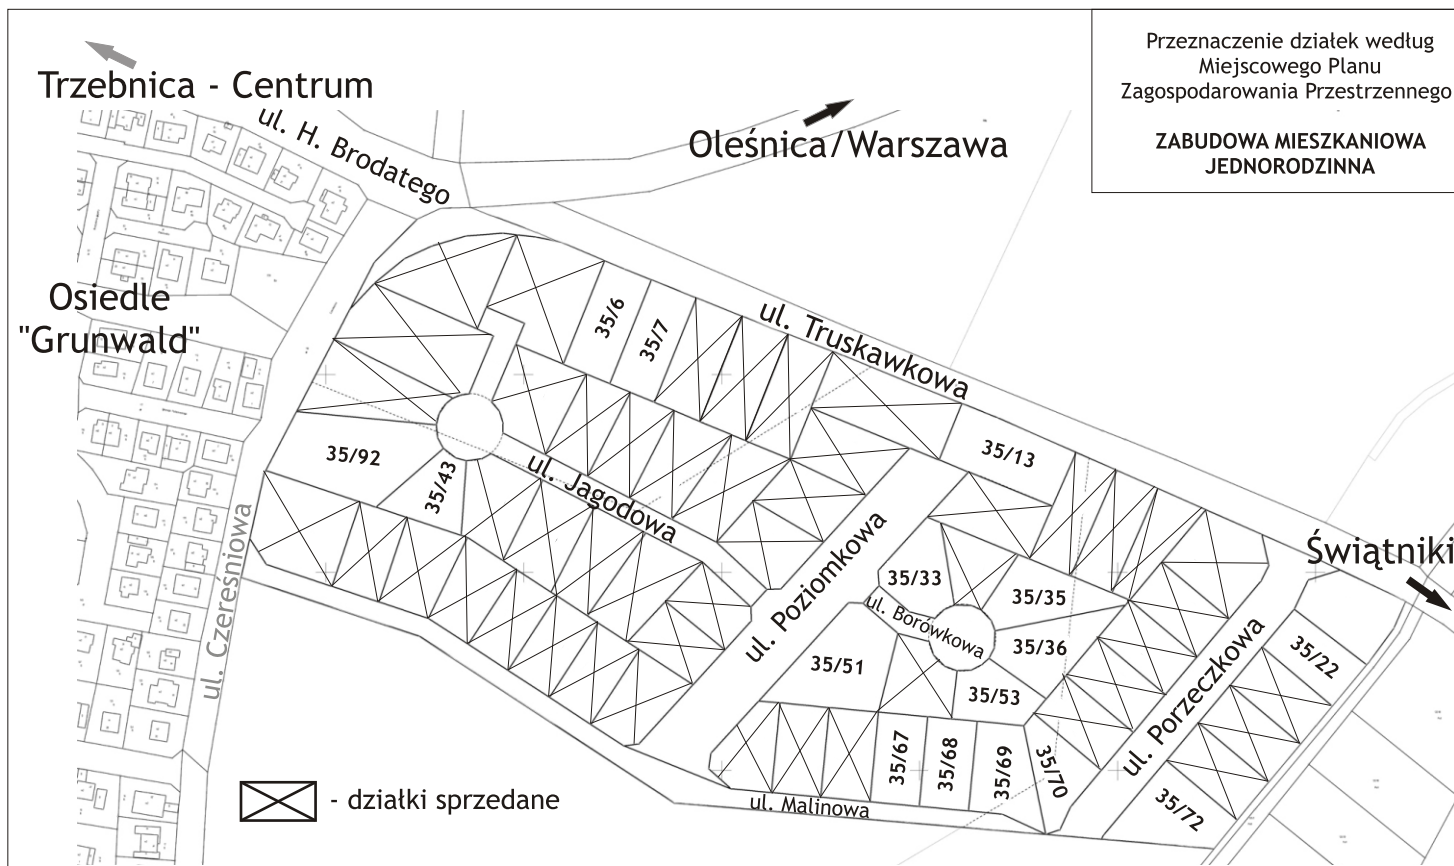 Przeznaczenie działek według
Miejscowego Planu
Zagospodarowania Przestrzennego
ZABUDOWA MIESZKANIOWA
JEDNORODZINNA
Trzebnica - Centrum
ul. H. Brodatego
Oleśnica/Warszawa
Osiedle
"Grunwald"
35/6
35/7
ul. Truskawkowa
35/13
35/92
35/43
ul. Jagodowa
ul. Czereśniowa
ul. Poziomkowa
Świątniki
35/33
35/35
ul. Borówkowa
35/36
35/51
35/53
35/22
ul. Porzeczkowa
35/67
35/68
35/69
35/70
35/72
ul. Malinowa
- działki sprzedane